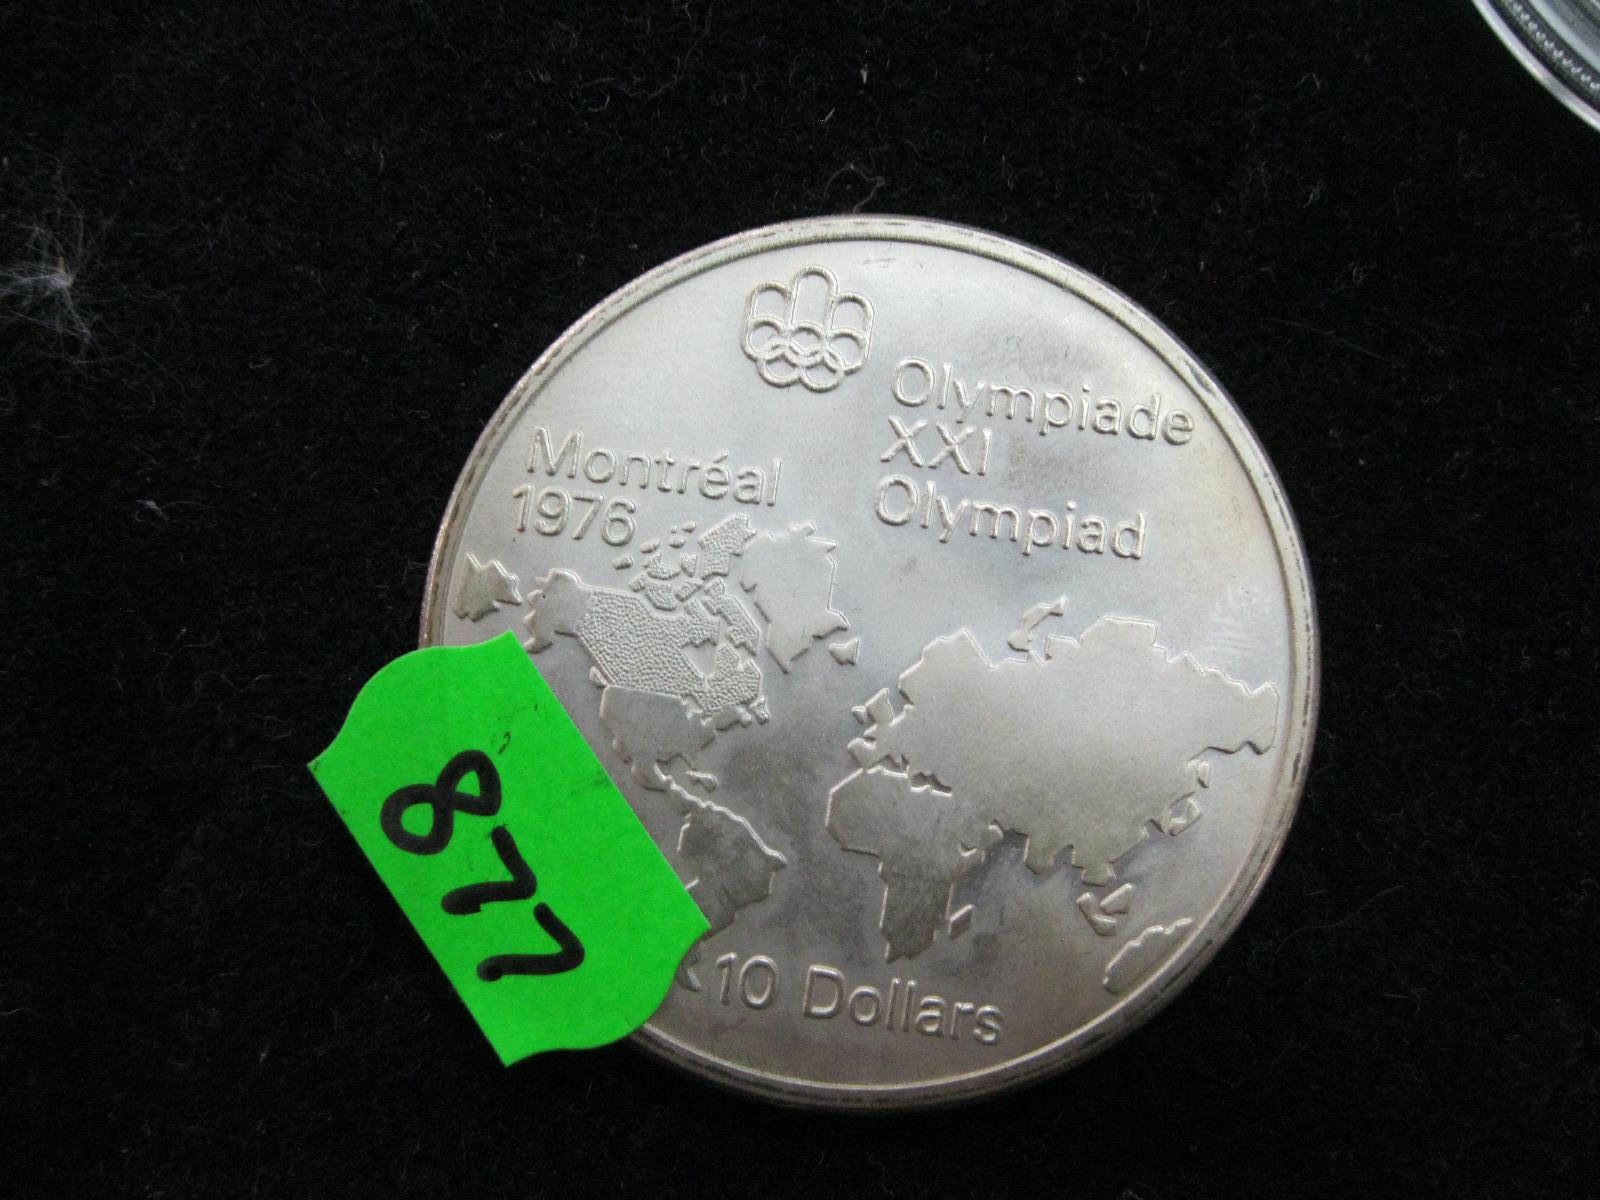 Olympiade
XXI
Olympiad
Montréal
1976
10 Dollars
877